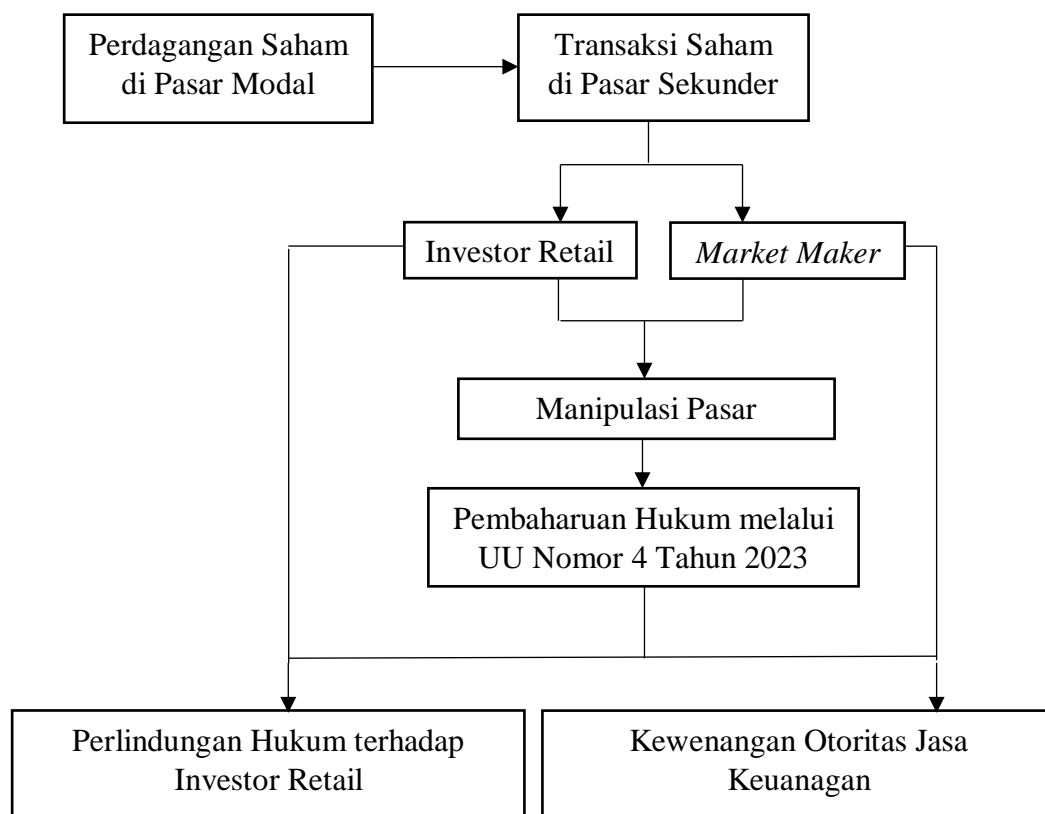 Perdagangan Saham
di Pasar Modal
Transaksi Saham
di Pasar Sekunder
Investor Retail
Market Maker
Manipulasi Pasar
Pembaharuan Hukum melalui
UU Nomor 4 Tahun 2023
Perlindungan Hukum terhadap
Investor Retail
Kewenangan Otoritas Jasa
Keuanagan